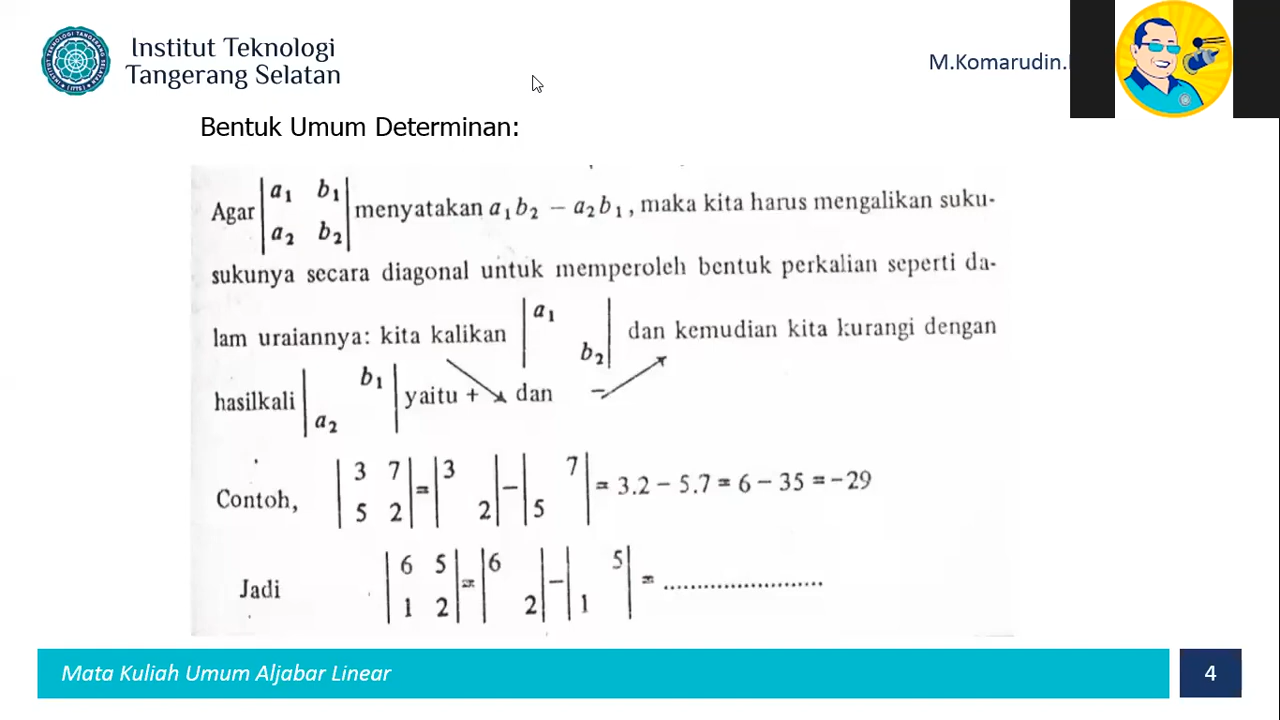 Institut Teknologi
Tangerang Selatan
M.Komarudin.
Bentuk Umum Determinan:
Agar | a₁ b₁ | menyatakan a₁b₂ − a₂b₁, maka kita harus mengalikan suku-
| a₂ b₂ |
sukunya secara diagonal untuk memperoleh bentuk perkalian seperti da-
lam uraiannya: kita kalikan | a₁ | dan kemudian kita kurangi dengan
| b₂ |
hasilkali | b₁ | yaitu + ↘ dan − ↗
| a₂ |
Contoh, | 3 7 | = | 3 | − | 7 | = 3.2 − 5.7 = 6 − 35 = −29
| 5 2 | | 2 | | 5 |
Jadi | 6 5 | = | 6 | − | 5 | = ........................
| 1 2 | | 2 | | 1 |
Mata Kuliah Umum Aljabar Linear
4